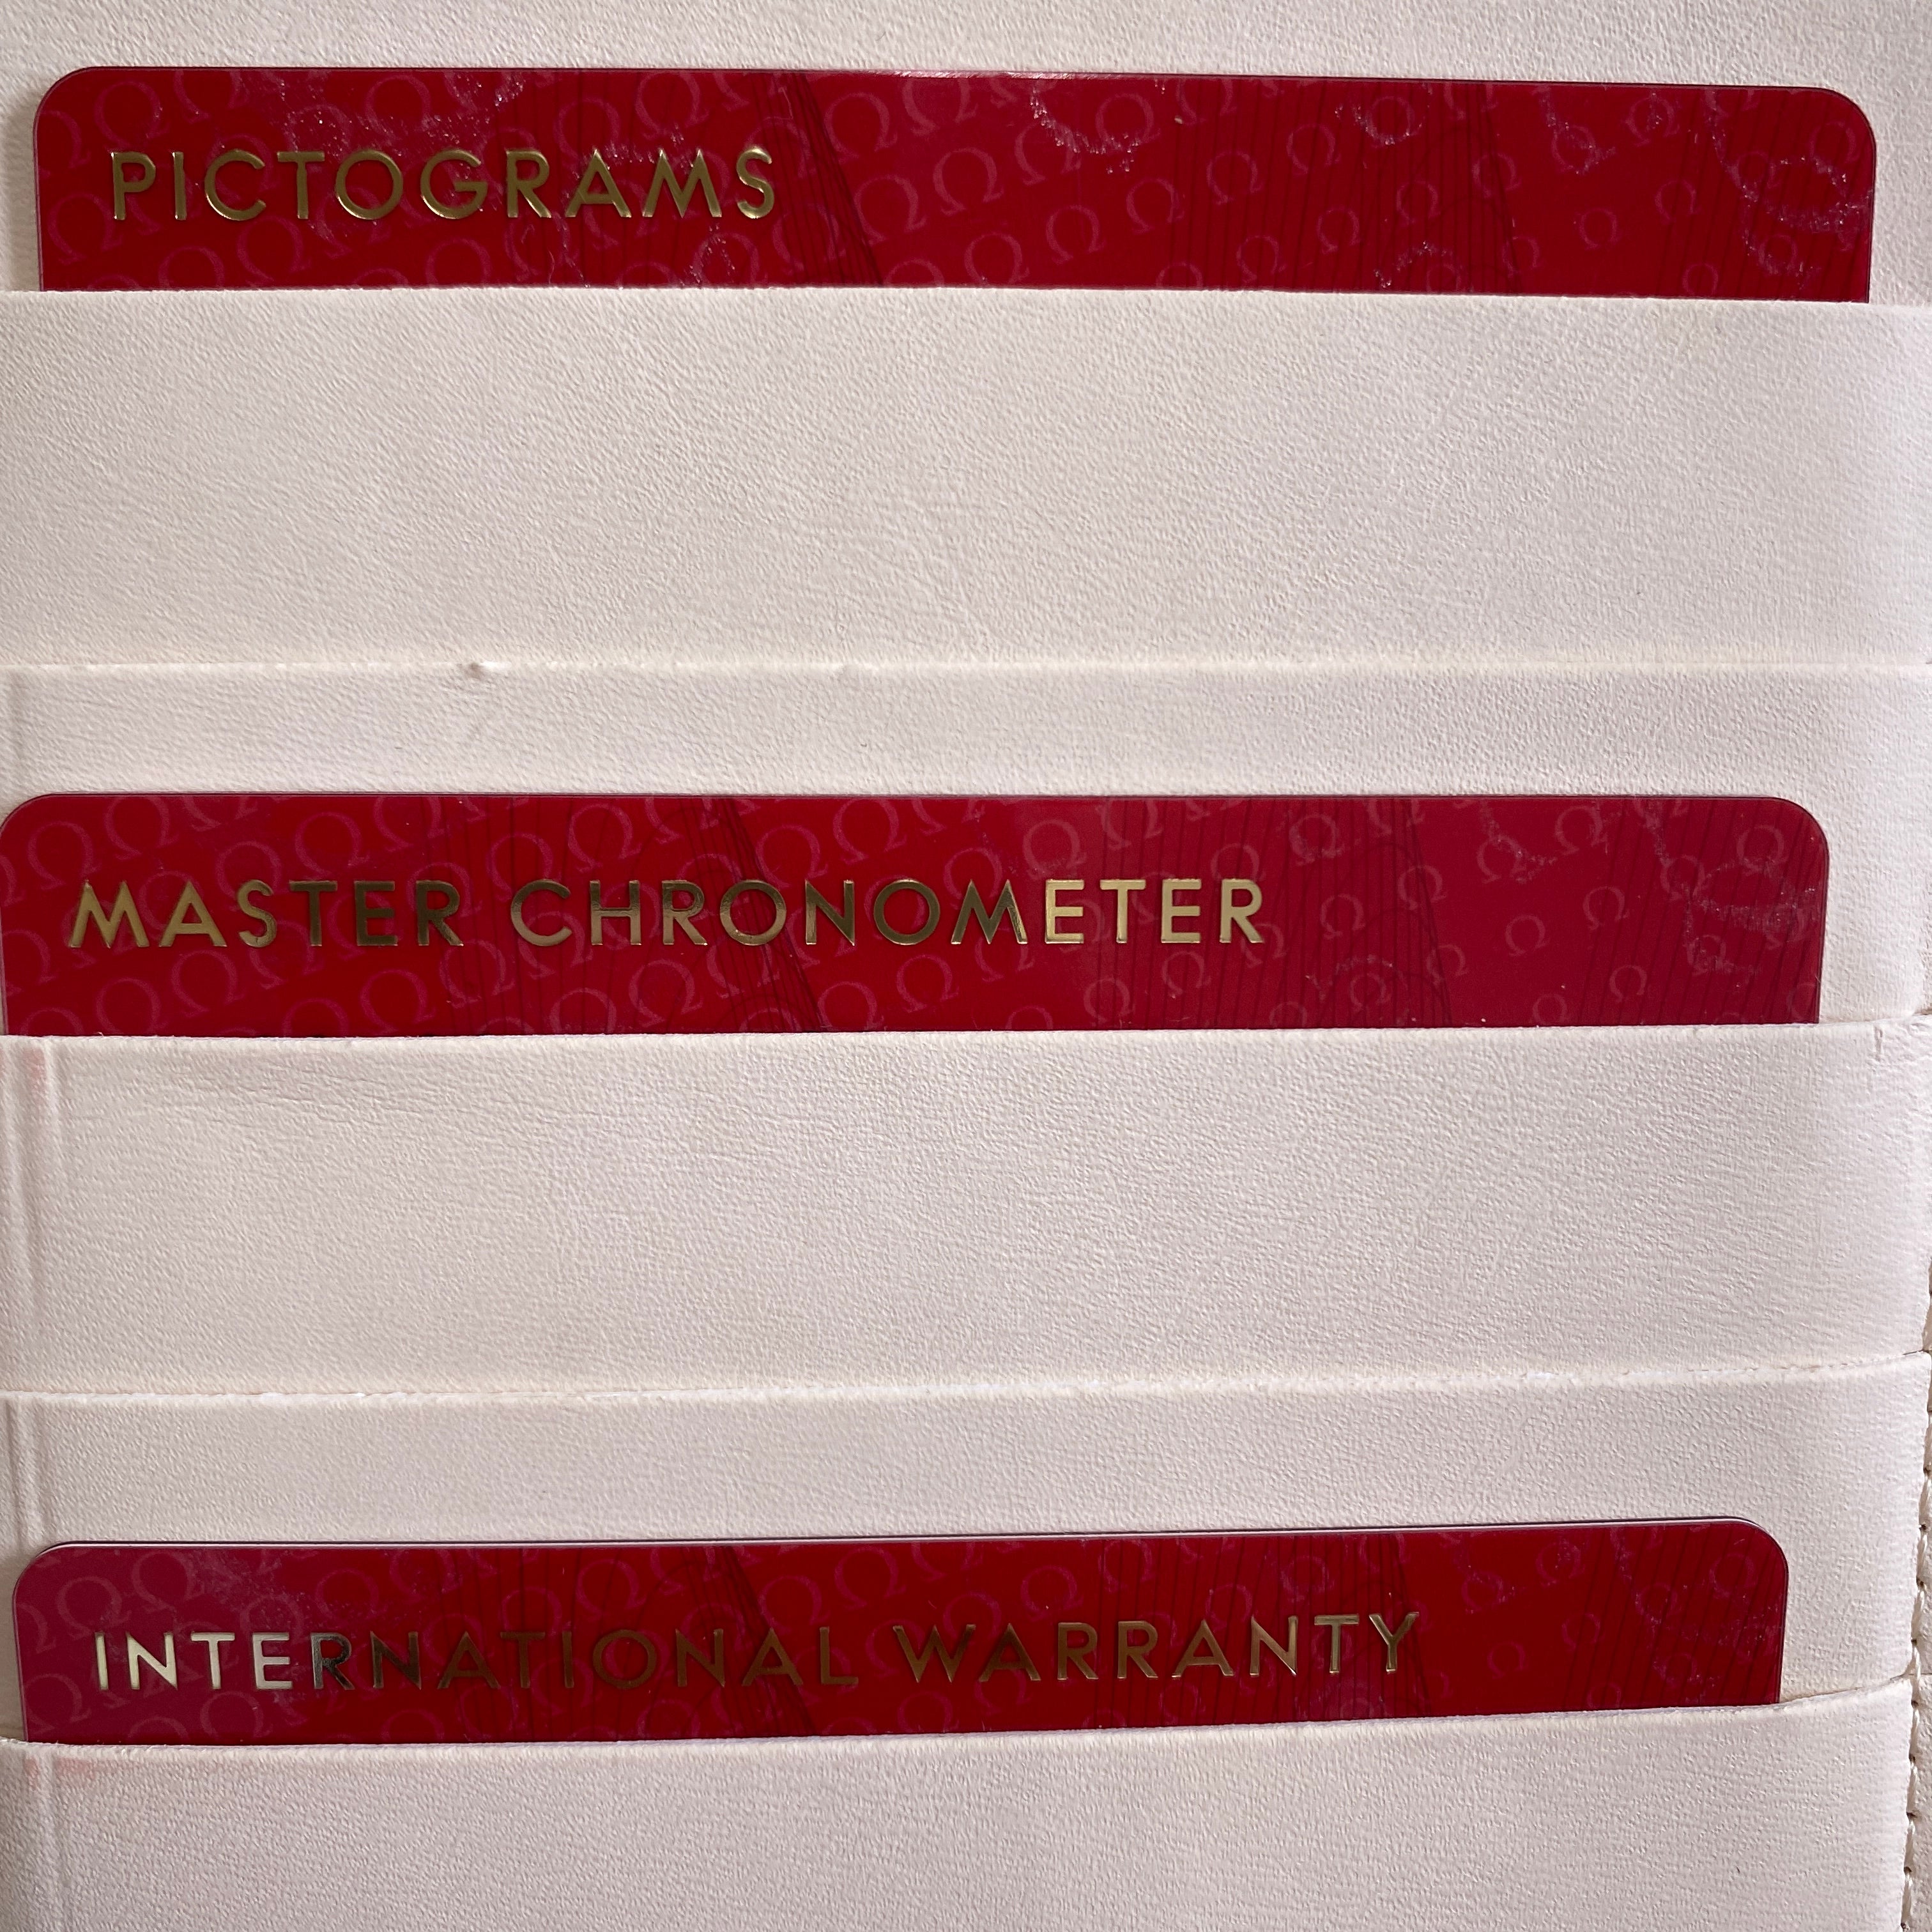 PICTOGRAMS
MASTER CHRONOMETER
INTERNATIONAL WARRANTY